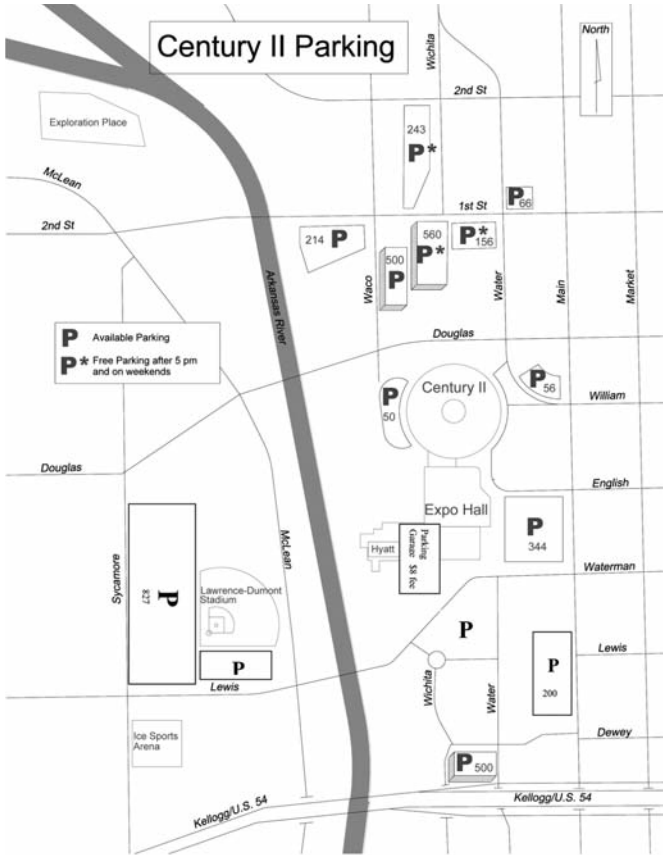 Century II Parking
Wichita
North
2nd St
Exploration Place
243
P*
McLean
1st St
P
66
2nd St
214 P
560
P*
P*
156
500
P
Arkansas River
Waco
Water
Main
Market
P Available Parking
P* Free Parking after 5 pm
and on weekends
Douglas
P
50
Century II
P
56
William
Douglas
English
Expo Hall
P
344
Sycamore
P
827
McLean
Hyatt
Parking
Garage $8 fee
Waterman
Lawrence-Dumont
Stadium
P
P
P
200
Lewis
Lewis
Wichita
Water
Dewey
Ice Sports
Arena
P 500
Kellogg/U.S. 54
Kellogg/U.S. 54